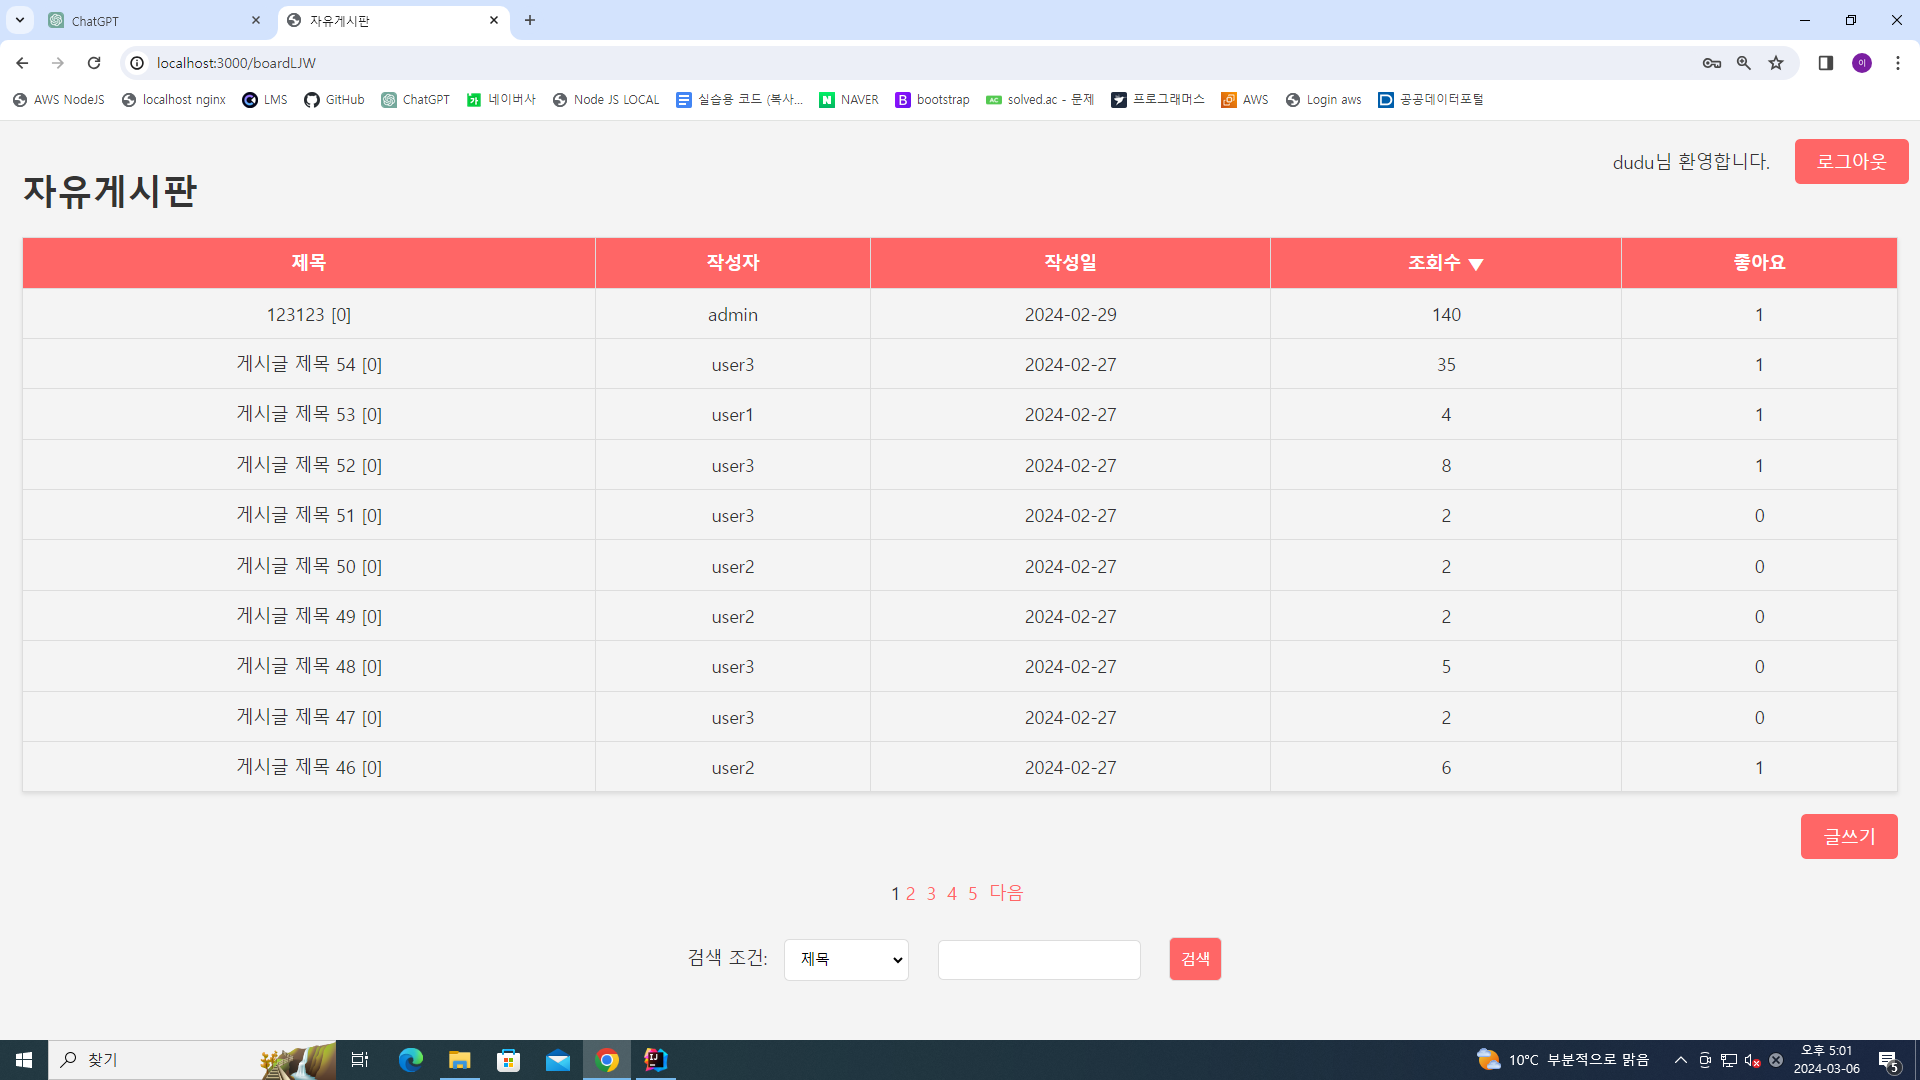 ChatGPT
자유게시판
localhost:3000/boardLJW
이
AWS NodeJS
localhost nginx
LMS
GitHub
ChatGPT
네이버사
Node JS LOCAL
실습용 코드 (복사...
NAVER
bootstrap
solved.ac - 문제
프로그래머스
AWS
Login aws
공공데이터포털
dudu님 환영합니다.
로그아웃
자유게시판
제목 작성자 작성일 조회수 ▼ 좋아요
123123 [0] admin 2024-02-29 140 1
게시글 제목 54 [0] user3 2024-02-27 35 1
게시글 제목 53 [0] user1 2024-02-27 4 1
게시글 제목 52 [0] user3 2024-02-27 8 1
게시글 제목 51 [0] user3 2024-02-27 2 0
게시글 제목 50 [0] user2 2024-02-27 2 0
게시글 제목 49 [0] user2 2024-02-27 2 0
게시글 제목 48 [0] user3 2024-02-27 5 0
게시글 제목 47 [0] user3 2024-02-27 2 0
게시글 제목 46 [0] user2 2024-02-27 6 1
글쓰기
1 2 3 4 5 다음
검색 조건: 제목 검색
찾기
10°C 부분적으로 맑음
오후 5:01
2024-03-06
5